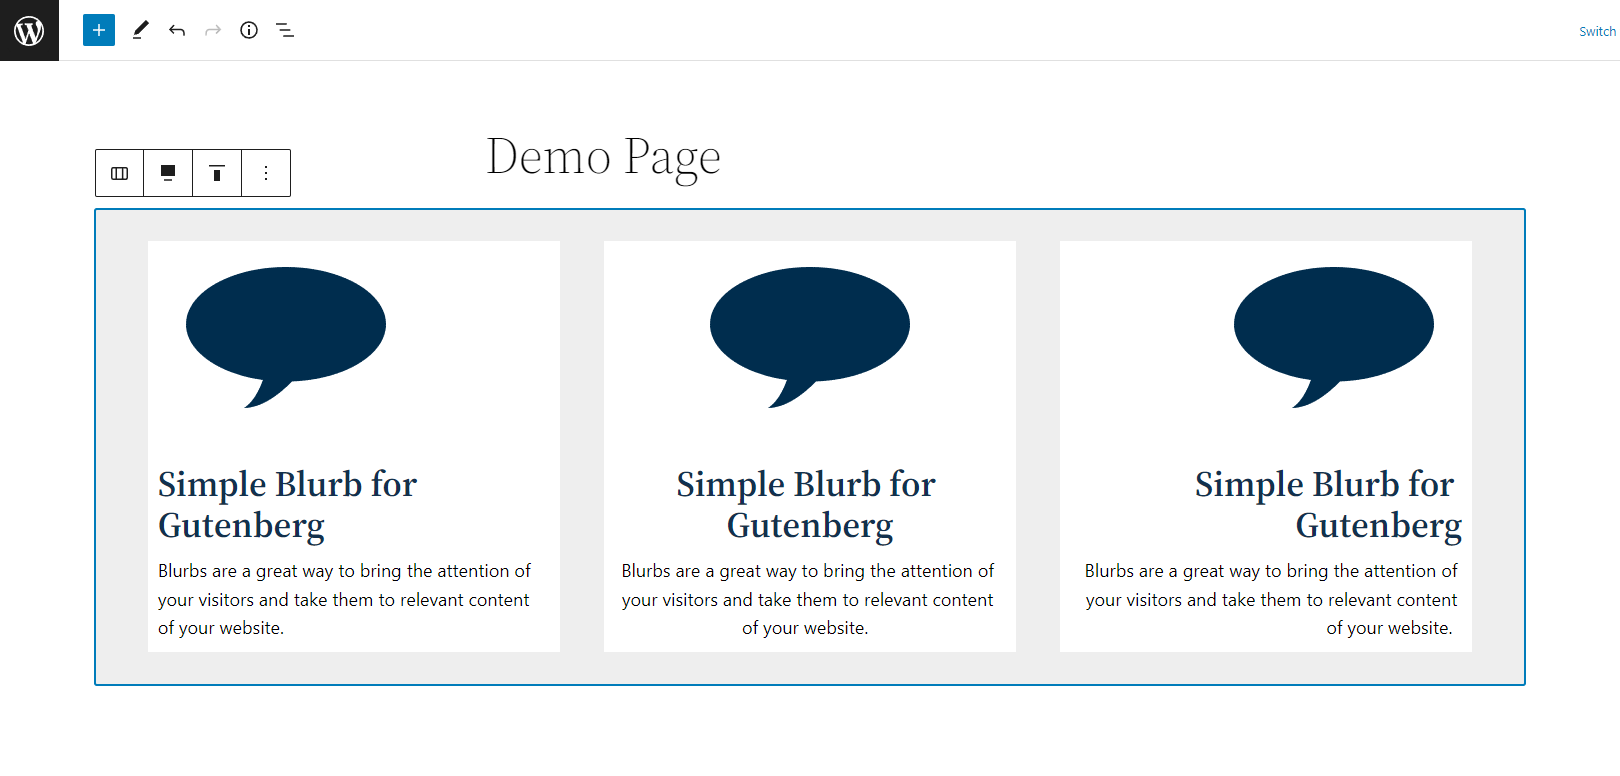 Switch
Demo Page
Simple Blurb for
Gutenberg
Blurbs are a great way to bring the attention of
your visitors and take them to relevant content
of your website.
Simple Blurb for
Gutenberg
Blurbs are a great way to bring the attention of
your visitors and take them to relevant content
of your website.
Simple Blurb for
Gutenberg
Blurbs are a great way to bring the attention of
your visitors and take them to relevant content
of your website.